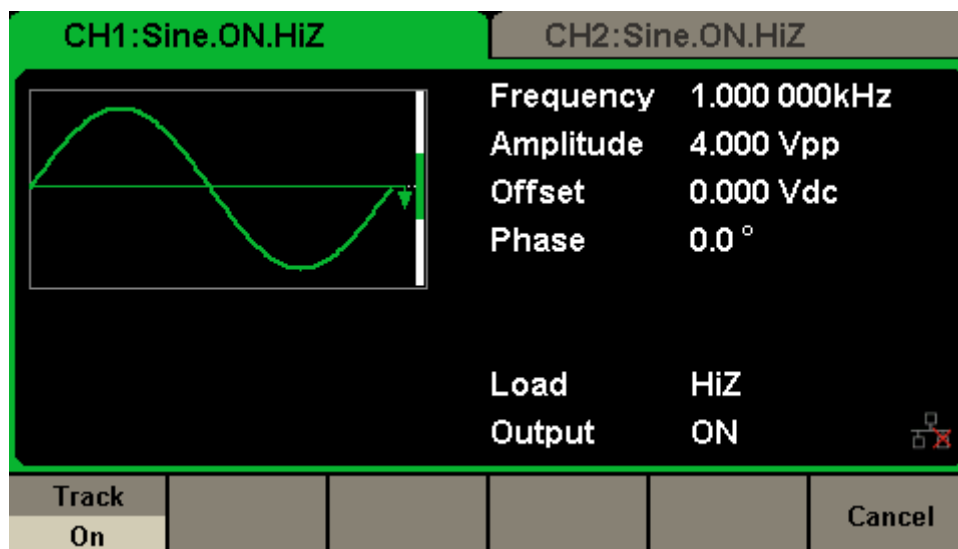 CH1:Sine.ON.HiZ CH2:Sine.ON.HiZ
Frequency 1.000 000kHz
Amplitude 4.000 Vpp
Offset 0.000 Vdc
Phase 0.0 °
Load HiZ
Output ON
Track
On
Cancel